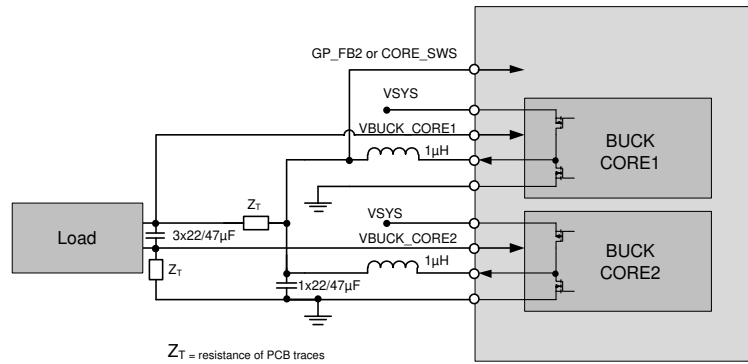 GP_FB2 or CORE_SWS
VSYS
VBUCK_CORE1
1µH
BUCK
CORE1
ZT
Load
3x22/47µF
VSYS
VBUCK_CORE2
1µH
BUCK
CORE2
ZT
1x22/47µF
ZT = resistance of PCB traces